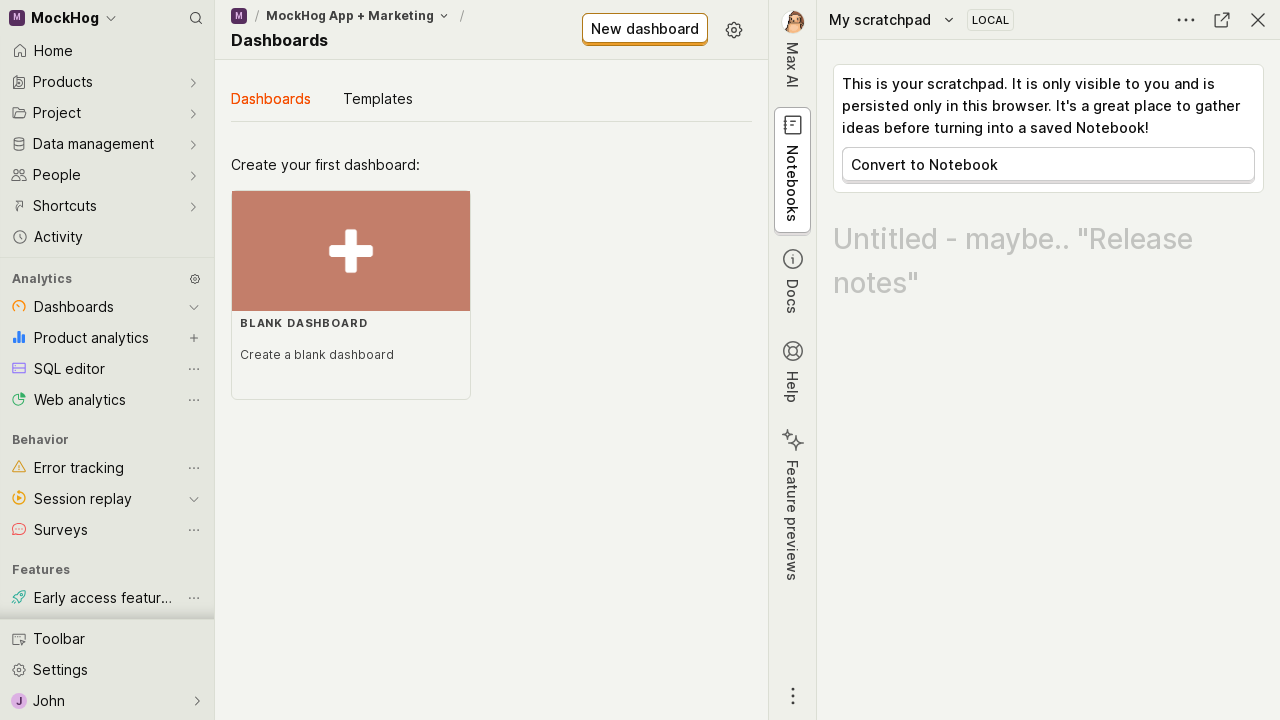 M MockHog
Home
Products
Project
Data management
People
Shortcuts
Activity
Analytics
Dashboards
Product analytics
SQL editor
Web analytics
Behavior
Error tracking
Session replay
Surveys
Features
Early access featur...
Toolbar
Settings
J John
M / MockHog App + Marketing /
Dashboards
New dashboard
Dashboards Templates
Create your first dashboard:
BLANK DASHBOARD
Create a blank dashboard
Max AI
Notebooks
Docs
Help
Feature previews
My scratchpad LOCAL
This is your scratchpad. It is only visible to you and is
persisted only in this browser. It's a great place to gather
ideas before turning into a saved Notebook!
Convert to Notebook
Untitled - maybe.. "Release
notes"